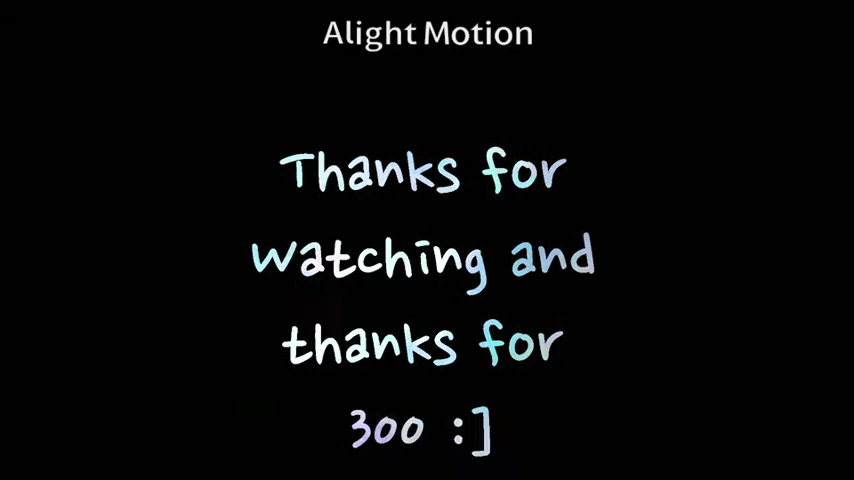 Alight Motion
Thanks for
watching and
thanks for
300 :]